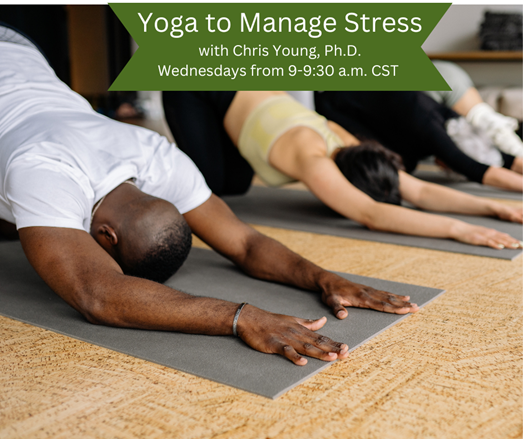 Yoga to Manage Stress
with Chris Young, Ph.D.
Wednesdays from 9-9:30 a.m. CST